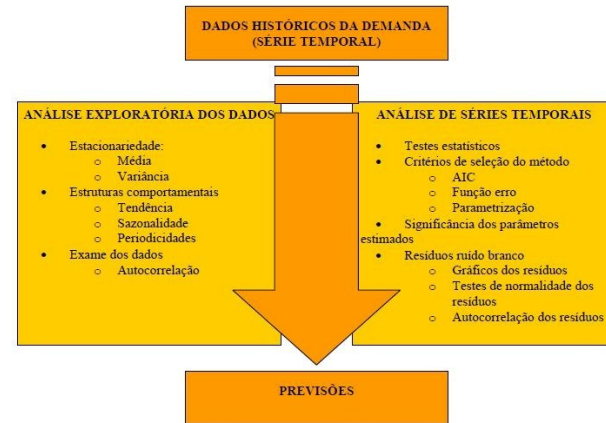 DADOS HISTÓRICOS DA DEMANDA
(SÉRIE TEMPORAL)
ANÁLISE EXPLORATÓRIA DOS DADOS
• Estacionariedade:
o Média
o Variância
• Estruturas comportamentais
o Tendência
o Sazonalidade
o Periodicidades
• Exame dos dados
o Autocorrelação
ANÁLISE DE SÉRIES TEMPORAIS
• Testes estatísticos
• Critérios de seleção do método
o AIC
o Função erro
o Parametrização
• Significância dos parâmetros
estimados
• Resíduos ruído branco
o Gráficos dos resíduos
o Testes de normalidade dos
resíduos
o Autocorrelação dos resíduos
PREVISÕES